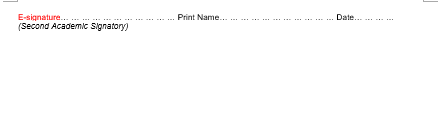 E-signature… … … … … … … … … … … Print Name… … … … … … … … … … … Date… … … …
(Second Academic Signatory)